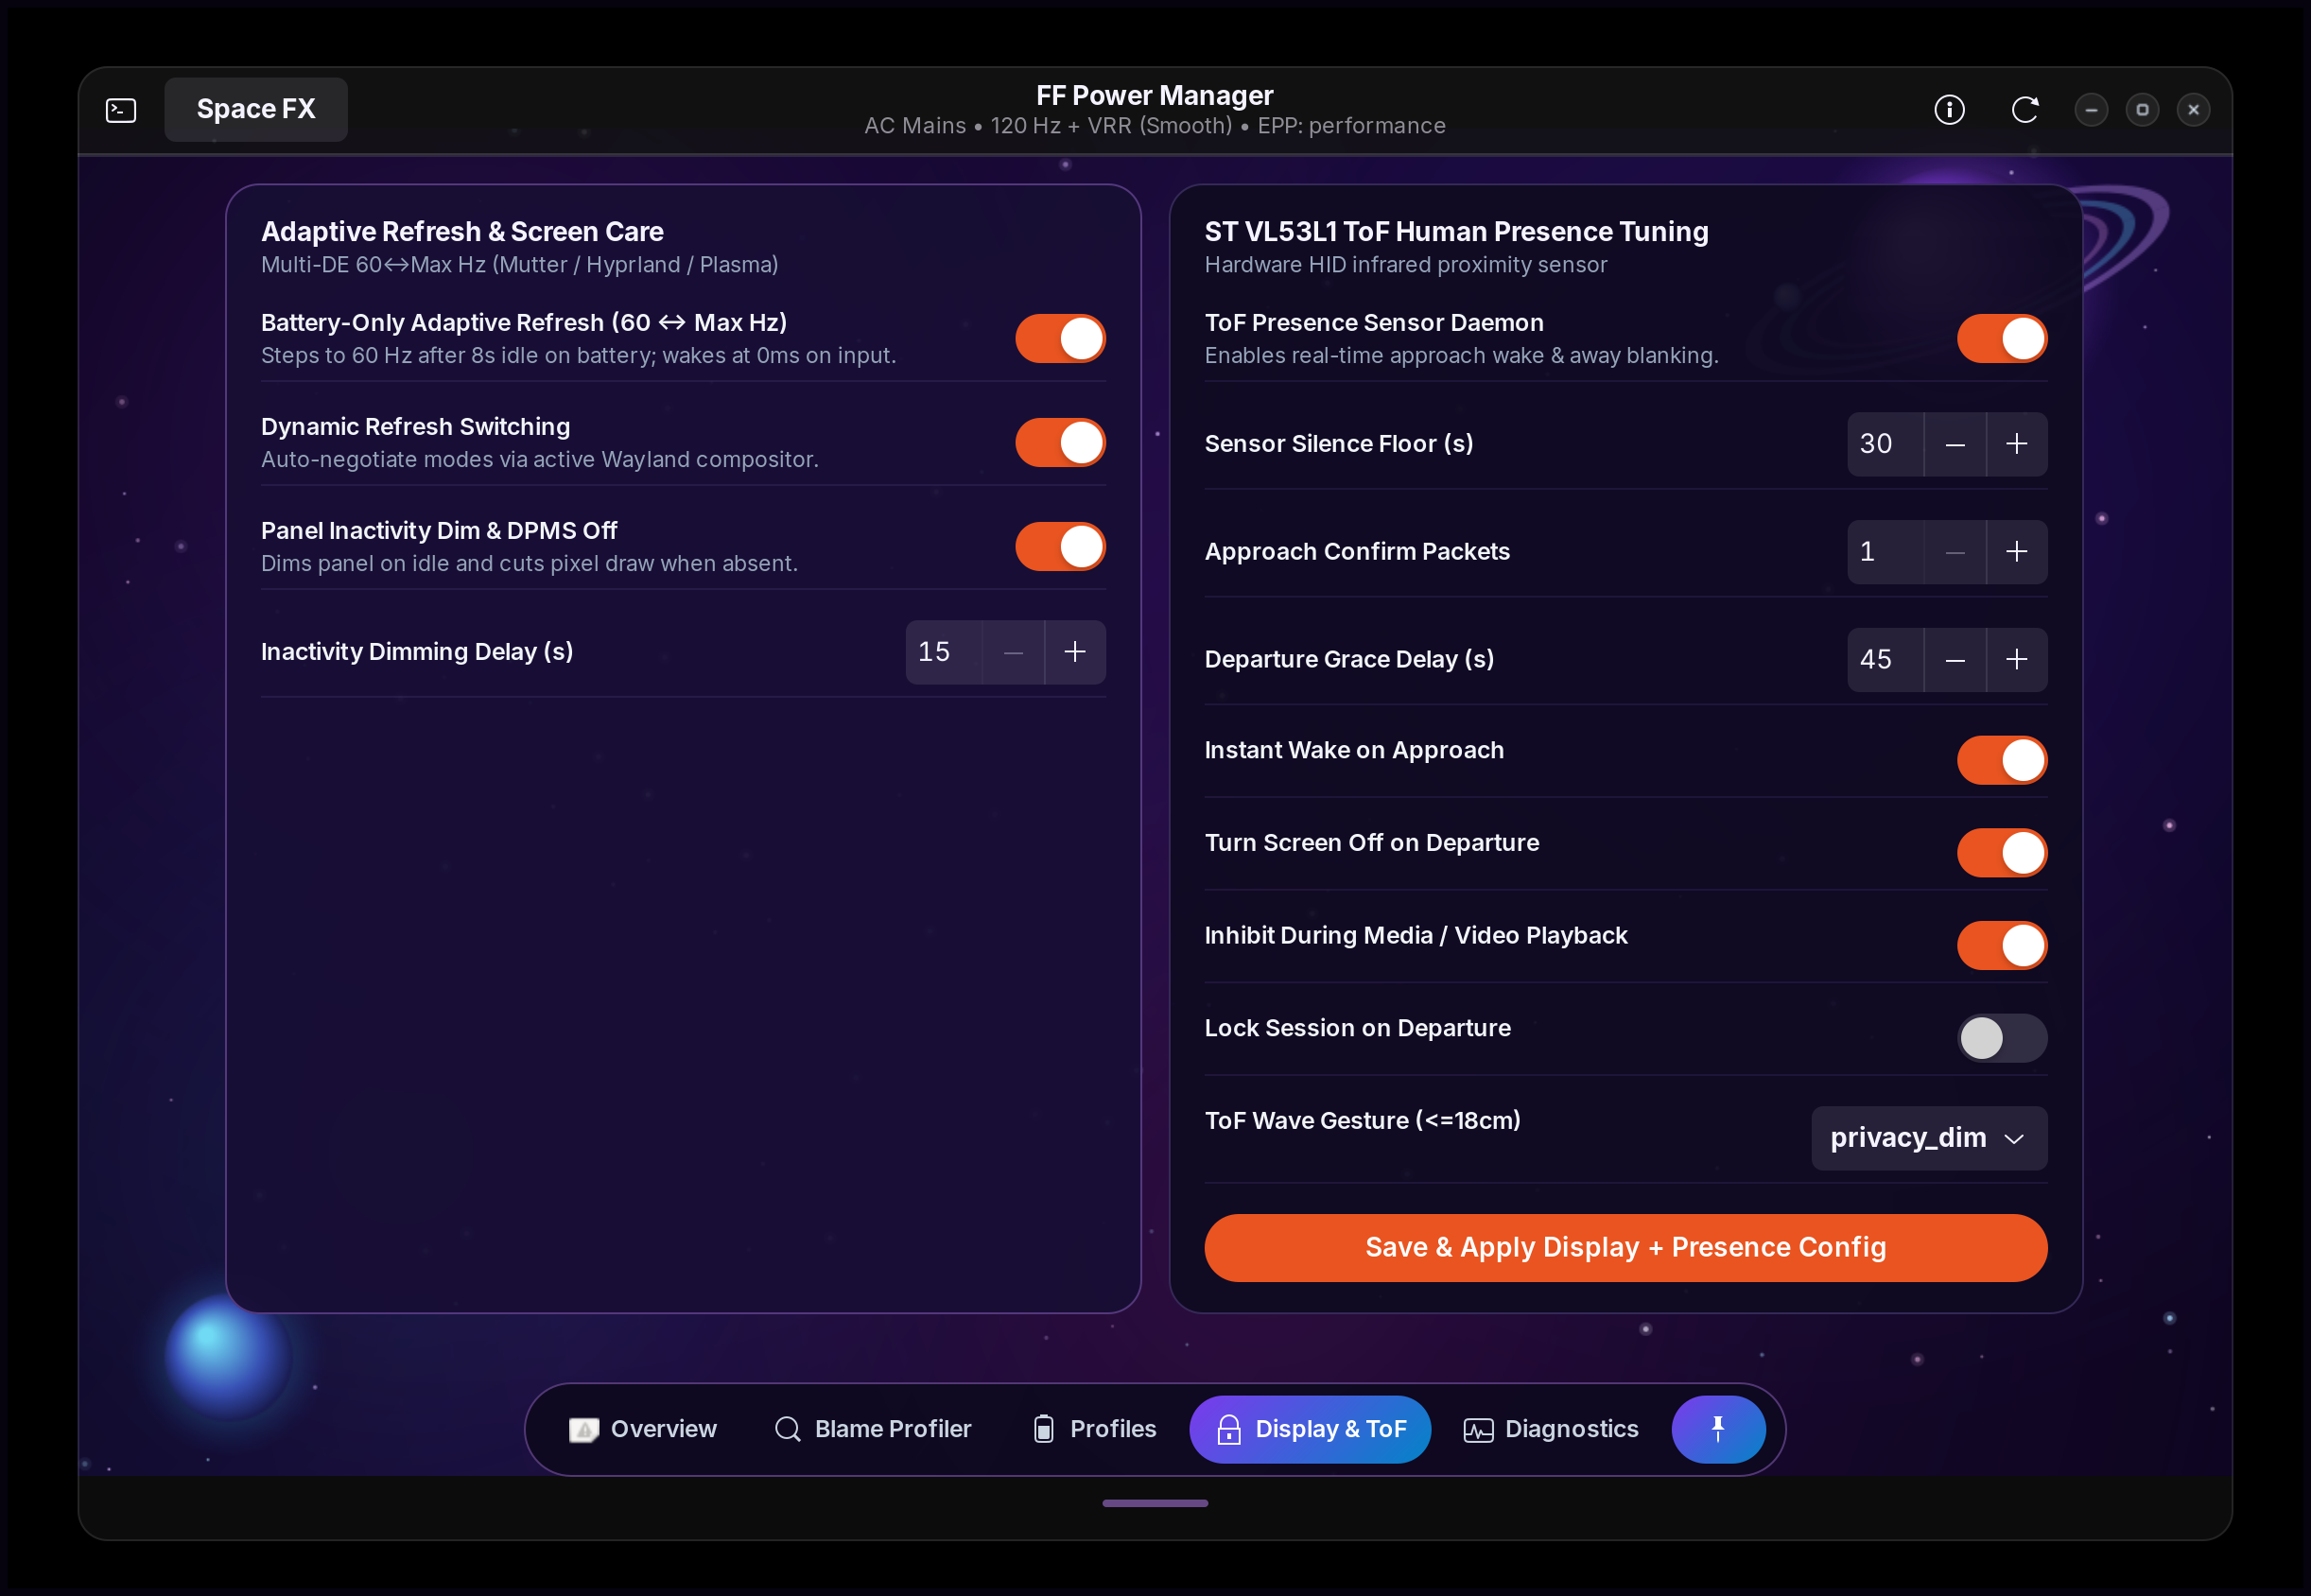 Space FX
FF Power Manager
AC Mains • 120 Hz + VRR (Smooth) • EPP: performance
Adaptive Refresh & Screen Care
Multi-DE 60↔Max Hz (Mutter / Hyprland / Plasma)
Battery-Only Adaptive Refresh (60 ↔ Max Hz)
Steps to 60 Hz after 8s idle on battery; wakes at 0ms on input.
Dynamic Refresh Switching
Auto-negotiate modes via active Wayland compositor.
Panel Inactivity Dim & DPMS Off
Dims panel on idle and cuts pixel draw when absent.
Inactivity Dimming Delay (s)
15
ST VL53L1 ToF Human Presence Tuning
Hardware HID infrared proximity sensor
ToF Presence Sensor Daemon
Enables real-time approach wake & away blanking.
Sensor Silence Floor (s)
30
Approach Confirm Packets
1
Departure Grace Delay (s)
45
Instant Wake on Approach
Turn Screen Off on Departure
Inhibit During Media / Video Playback
Lock Session on Departure
ToF Wave Gesture (<=18cm)
privacy_dim
Save & Apply Display + Presence Config
Overview
Blame Profiler
Profiles
Display & ToF
Diagnostics